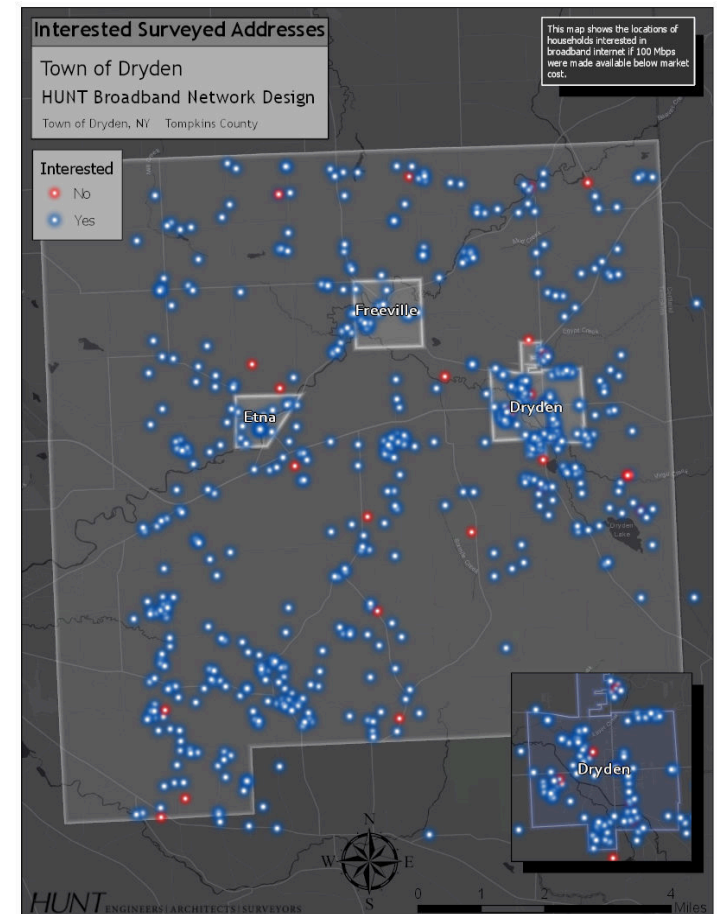 Interested Surveyed Addresses
Town of Dryden
HUNT Broadband Network Design
Town of Dryden, NY Tompkins County
This map shows the locations of
households interested in
broadband internet if 100 Mbps
were made available below market
cost.
Interested
No
Yes
Freeville
Etna
Dryden
Dryden
Lake
Dryden
N
W E
S
HUNT ENGINEERS | ARCHITECTS | SURVEYORS
0 1 2 4
Miles